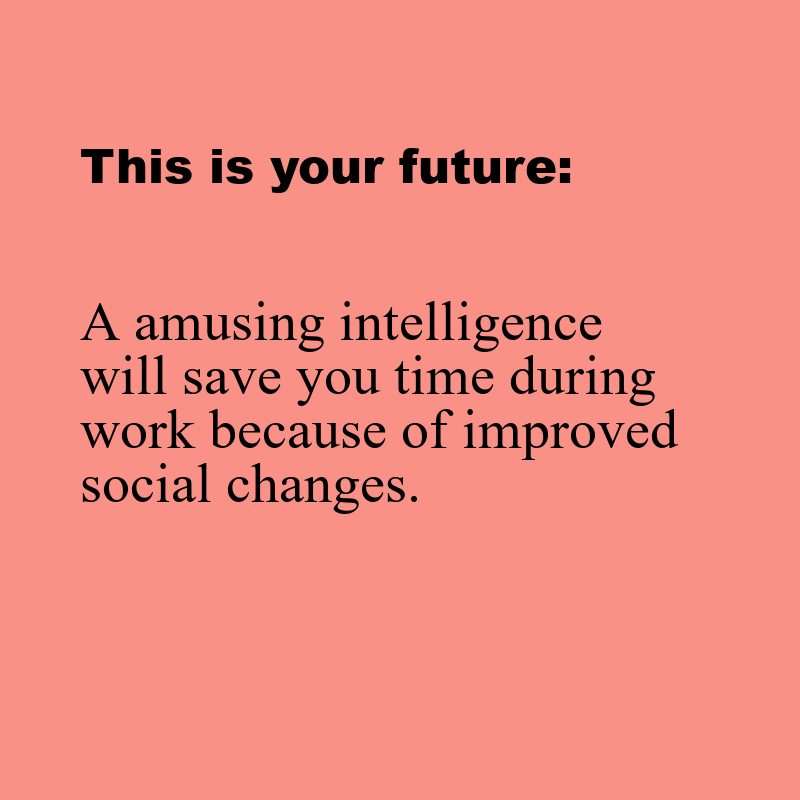 This is your future:
A amusing intelligence
will save you time during
work because of improved
social changes.